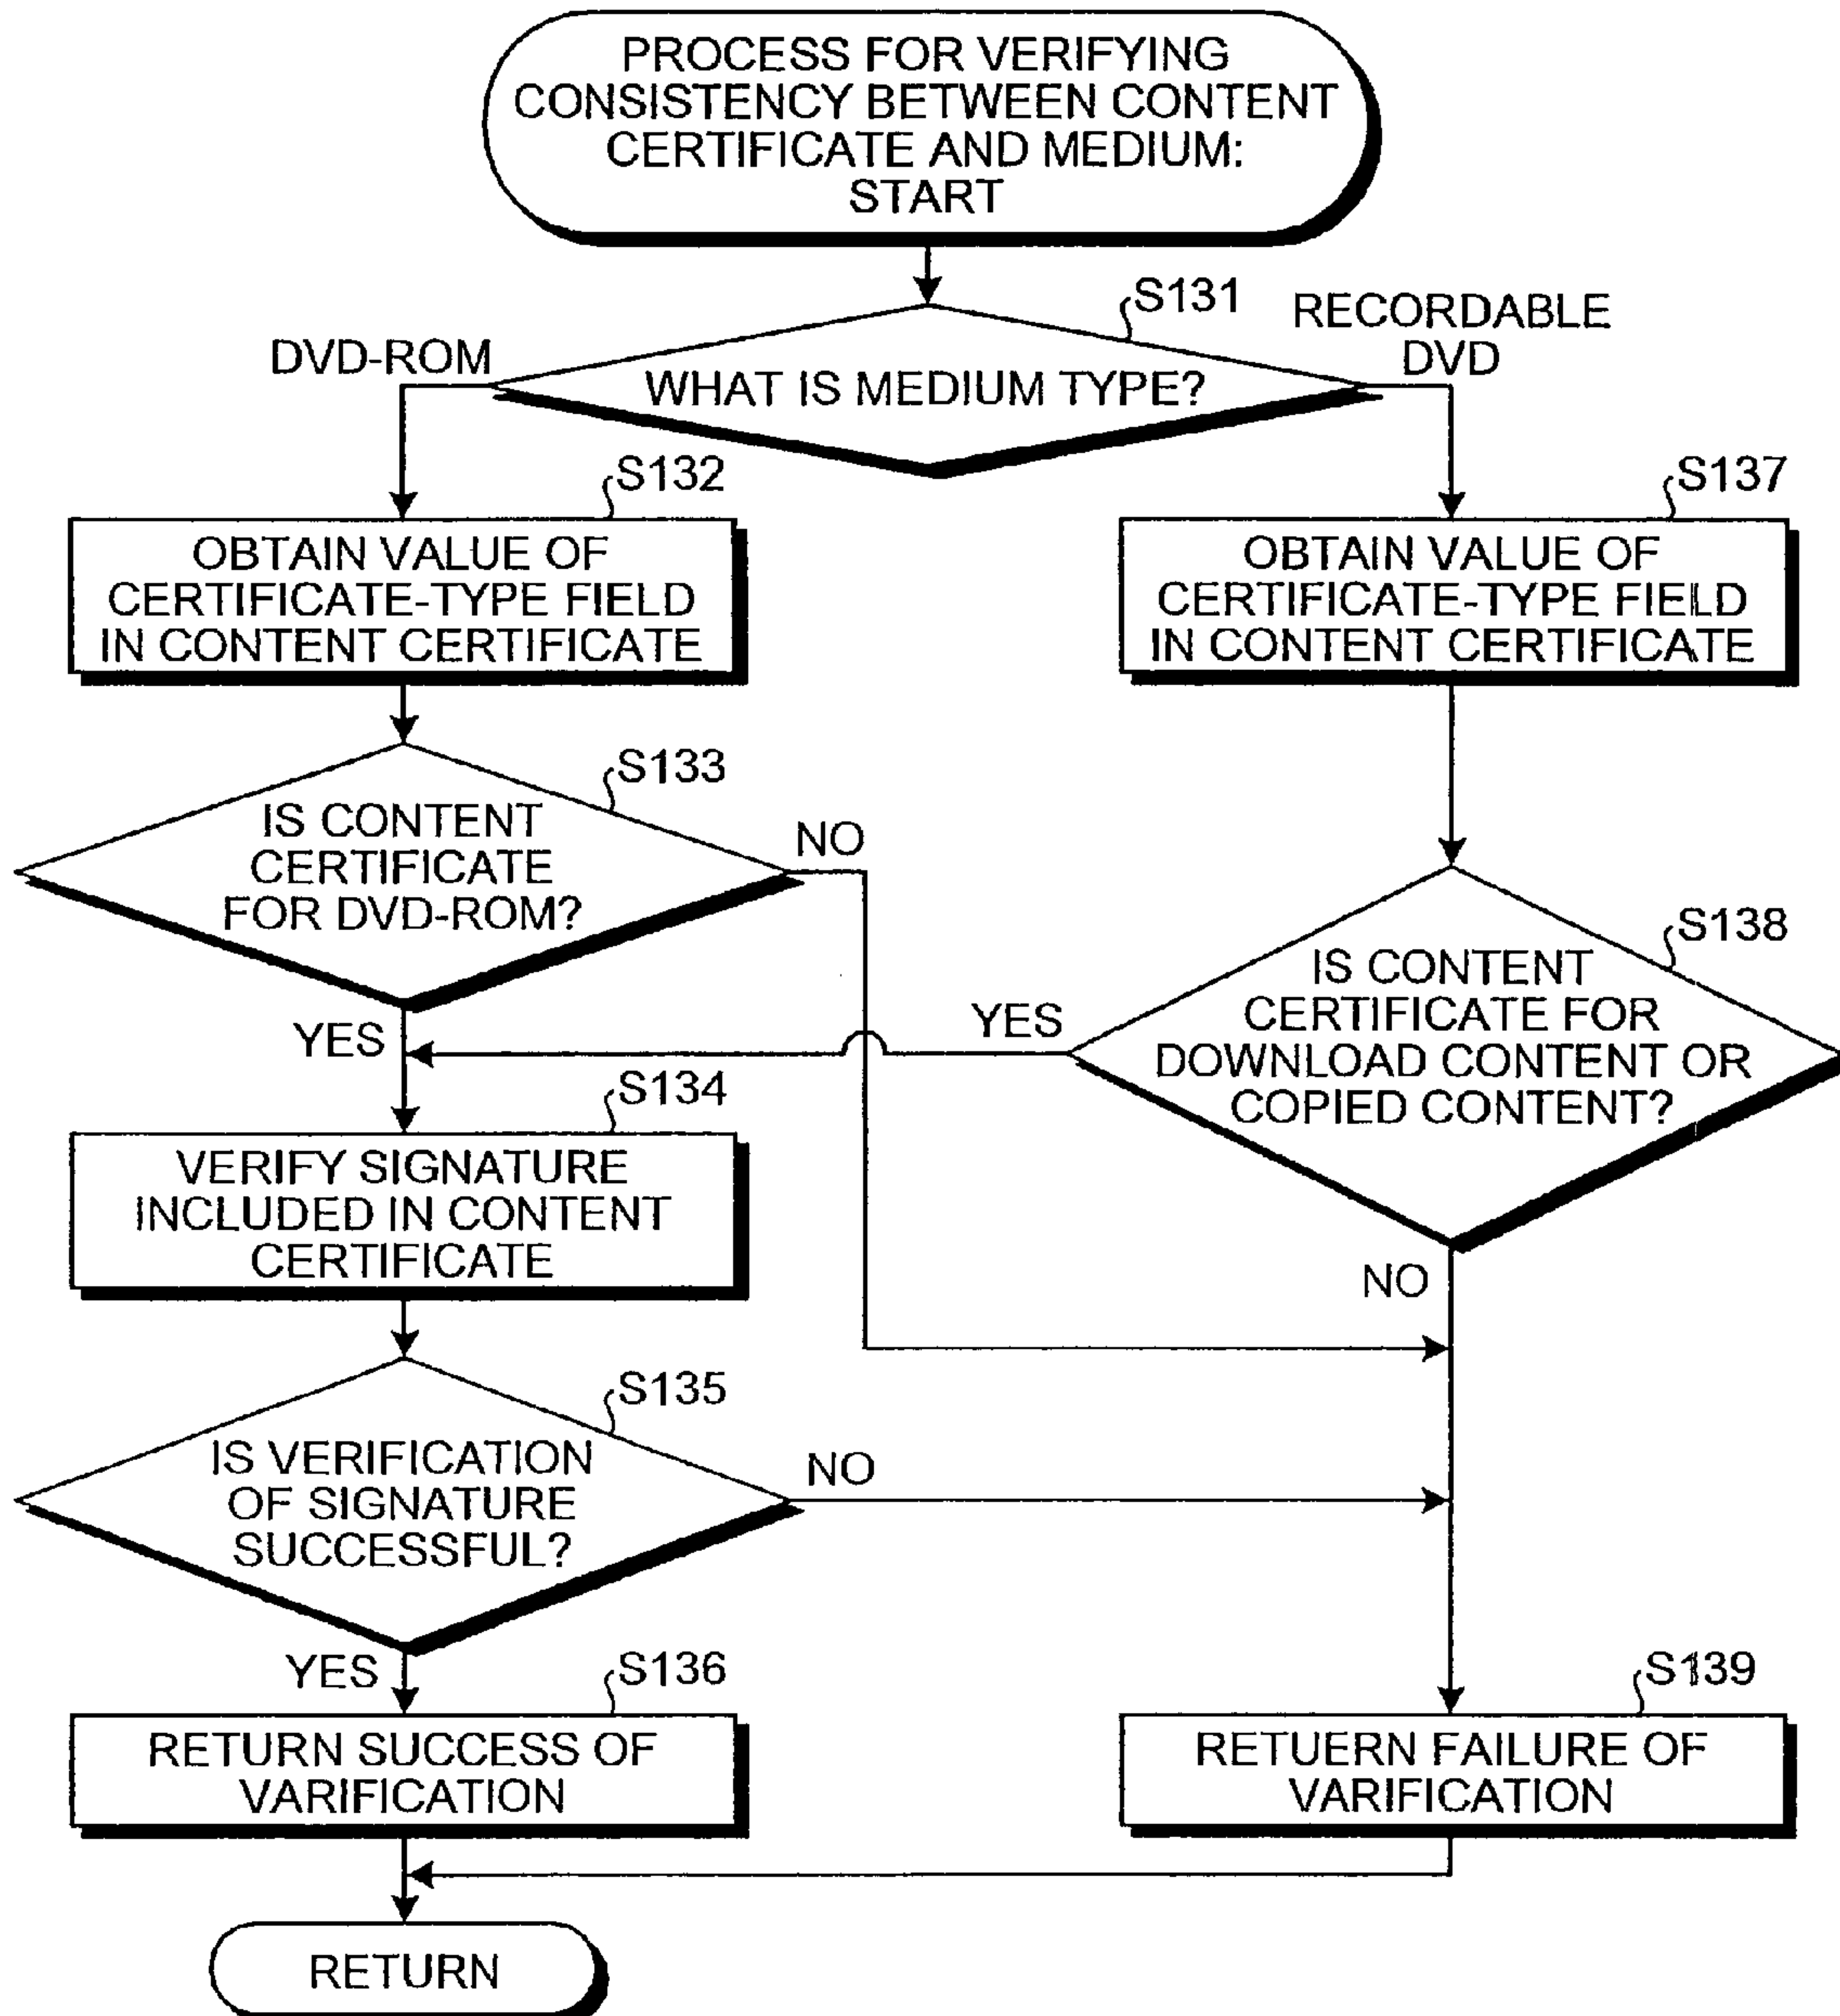 PROCESS FOR VERIFYING
CONSISTENCY BETWEEN CONTENT
CERTIFICATE AND MEDIUM:
START
S131
DVD-ROM
RECORDABLE
DVD
WHAT IS MEDIUM TYPE?
S132
OBTAIN VALUE OF
CERTIFICATE-TYPE FIELD
IN CONTENT CERTIFICATE
S137
OBTAIN VALUE OF
CERTIFICATE-TYPE FIELD
IN CONTENT CERTIFICATE
S133
IS CONTENT
CERTIFICATE
FOR DVD-ROM?
NO
YES
S138
IS CONTENT
CERTIFICATE FOR
DOWNLOAD CONTENT OR
COPIED CONTENT?
YES
NO
S134
VERIFY SIGNATURE
INCLUDED IN CONTENT
CERTIFICATE
S135
IS VERIFICATION
OF SIGNATURE
SUCCESSFUL?
NO
YES
S136
RETURN SUCCESS OF
VARIFICATION
S139
RETUERN FAILURE OF
VARIFICATION
RETURN